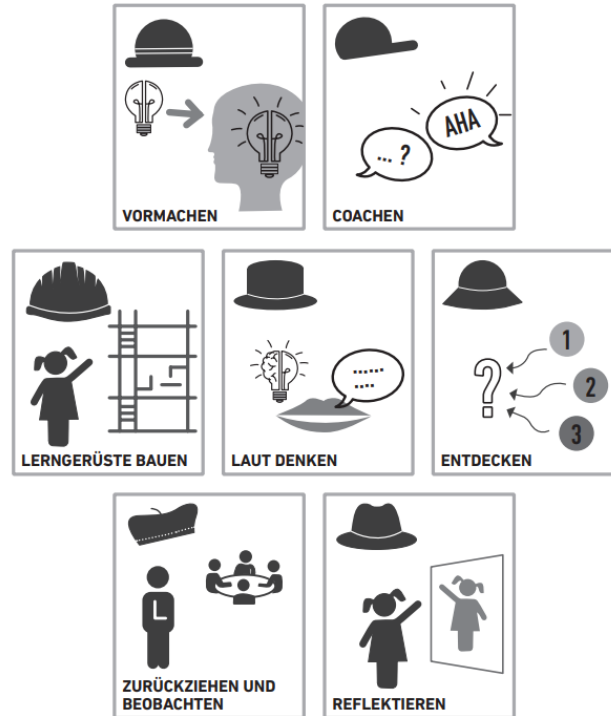 ... ?
AHA
VORMACHEN
COACHEN
LERNGERÜSTE BAUEN
...... ....
LAUT DENKEN
?
1
2
3
ENTDECKEN
L
ZURÜCKZIEHEN UND
BEOBACHTEN
REFLEKTIEREN